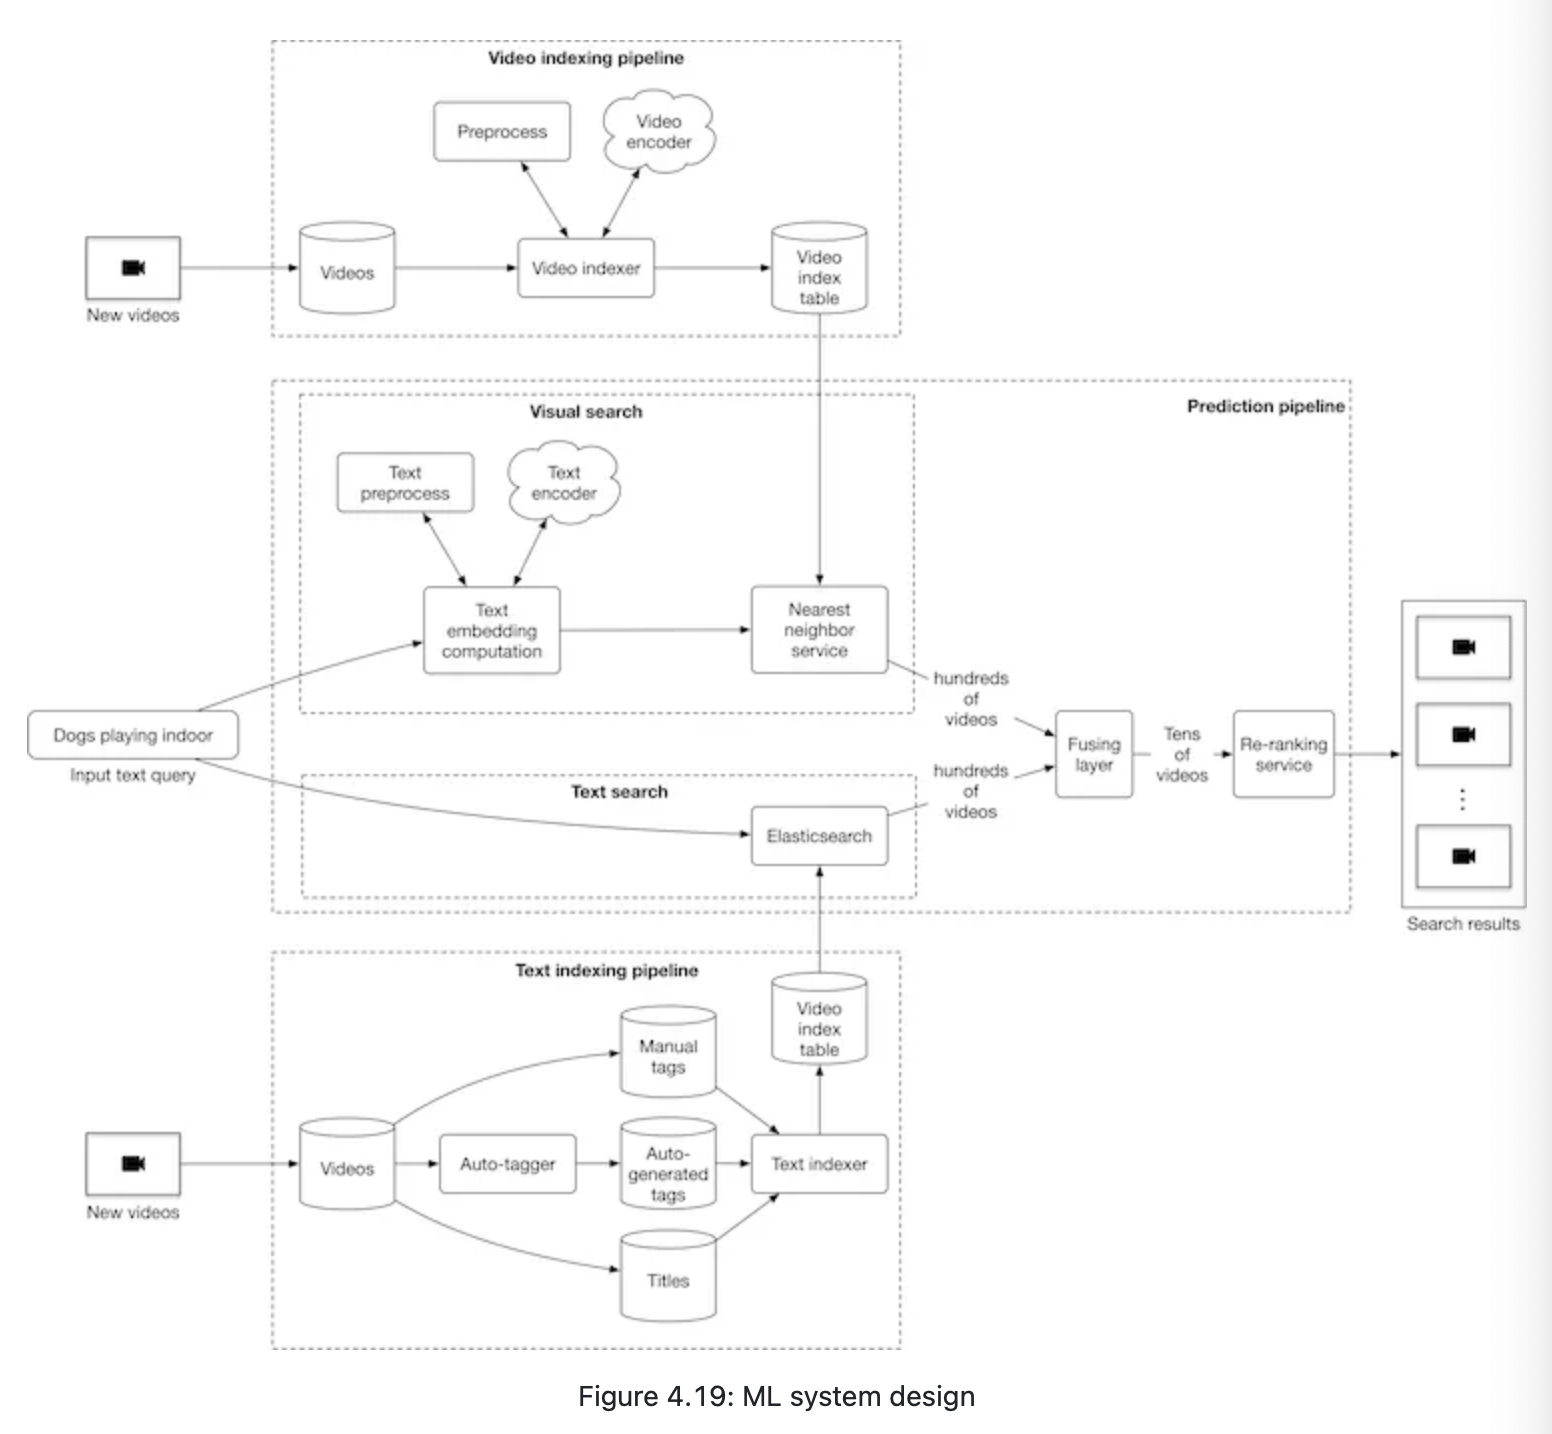 Video indexing pipeline
Preprocess
Video
encoder
New videos
Videos
Video indexer
Video
index
table
Prediction pipeline
Visual search
Text
preprocess
Text
encoder
Text
embedding
computation
Nearest
neighbor
service
Dogs playing indoor
Input text query
hundreds
of
videos
Text search
Elasticsearch
hundreds
of
videos
Fusing
layer
Tens
of
videos
Re-ranking
service
Search results
Text indexing pipeline
New videos
Videos
Manual
tags
Auto-tagger
Auto-
generated
tags
Titles
Text indexer
Video
index
table
Figure 4.19: ML system design